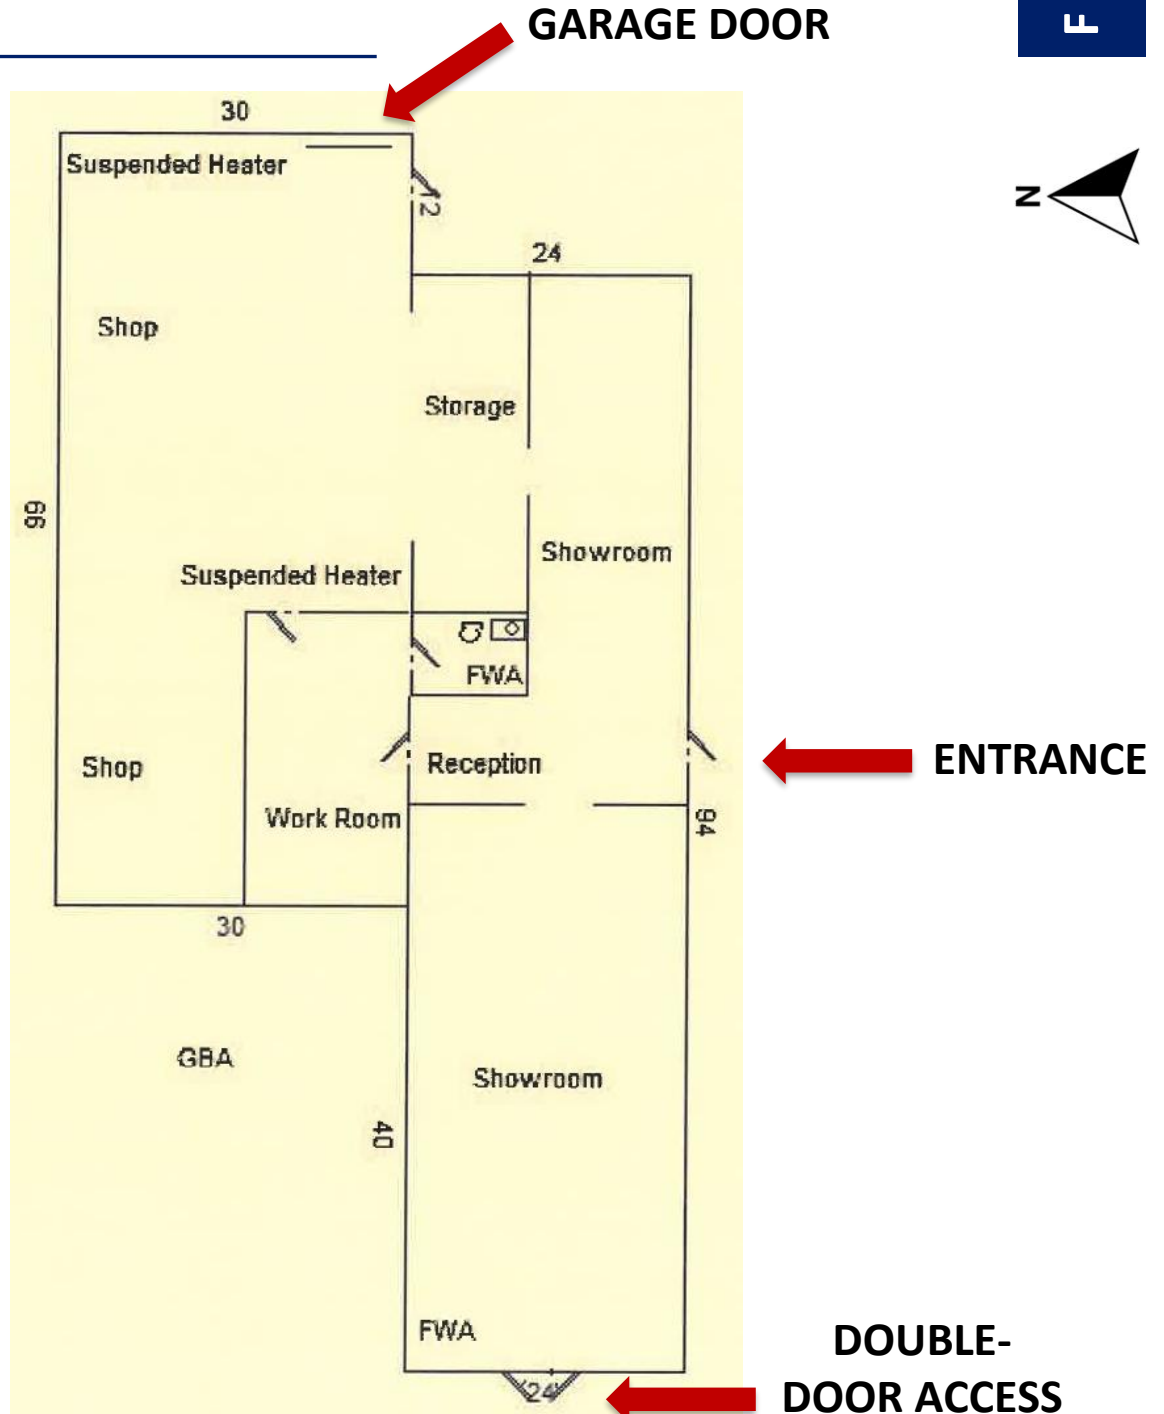 GARAGE DOOR
F
30
Suspended Heater
N
12
24
Shop
Storage
66
Showroom
Suspended Heater
FWA
ENTRANCE
Reception
Shop
Work Room
94
30
GBA
Showroom
40
FWA
DOUBLE-
24
DOOR ACCESS